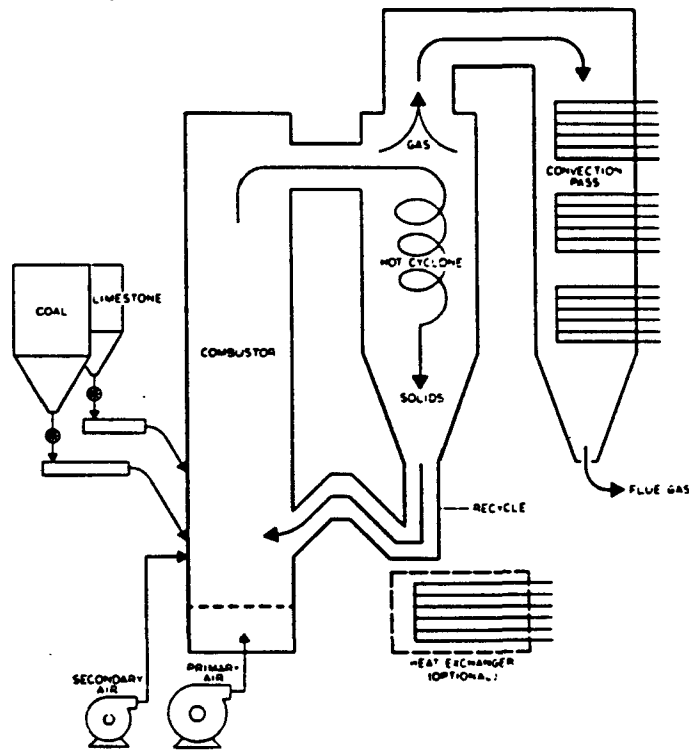 GAS
CONVECTION
PASS
HOT CYCLONE
COAL
LIMESTONE
COMBUSTOR
SOLIDS
FLUE GAS
RECYCLE
HEAT EXCHANGER
(OPTIONAL)
SECONDARY
AIR
PRIMARY
AIR